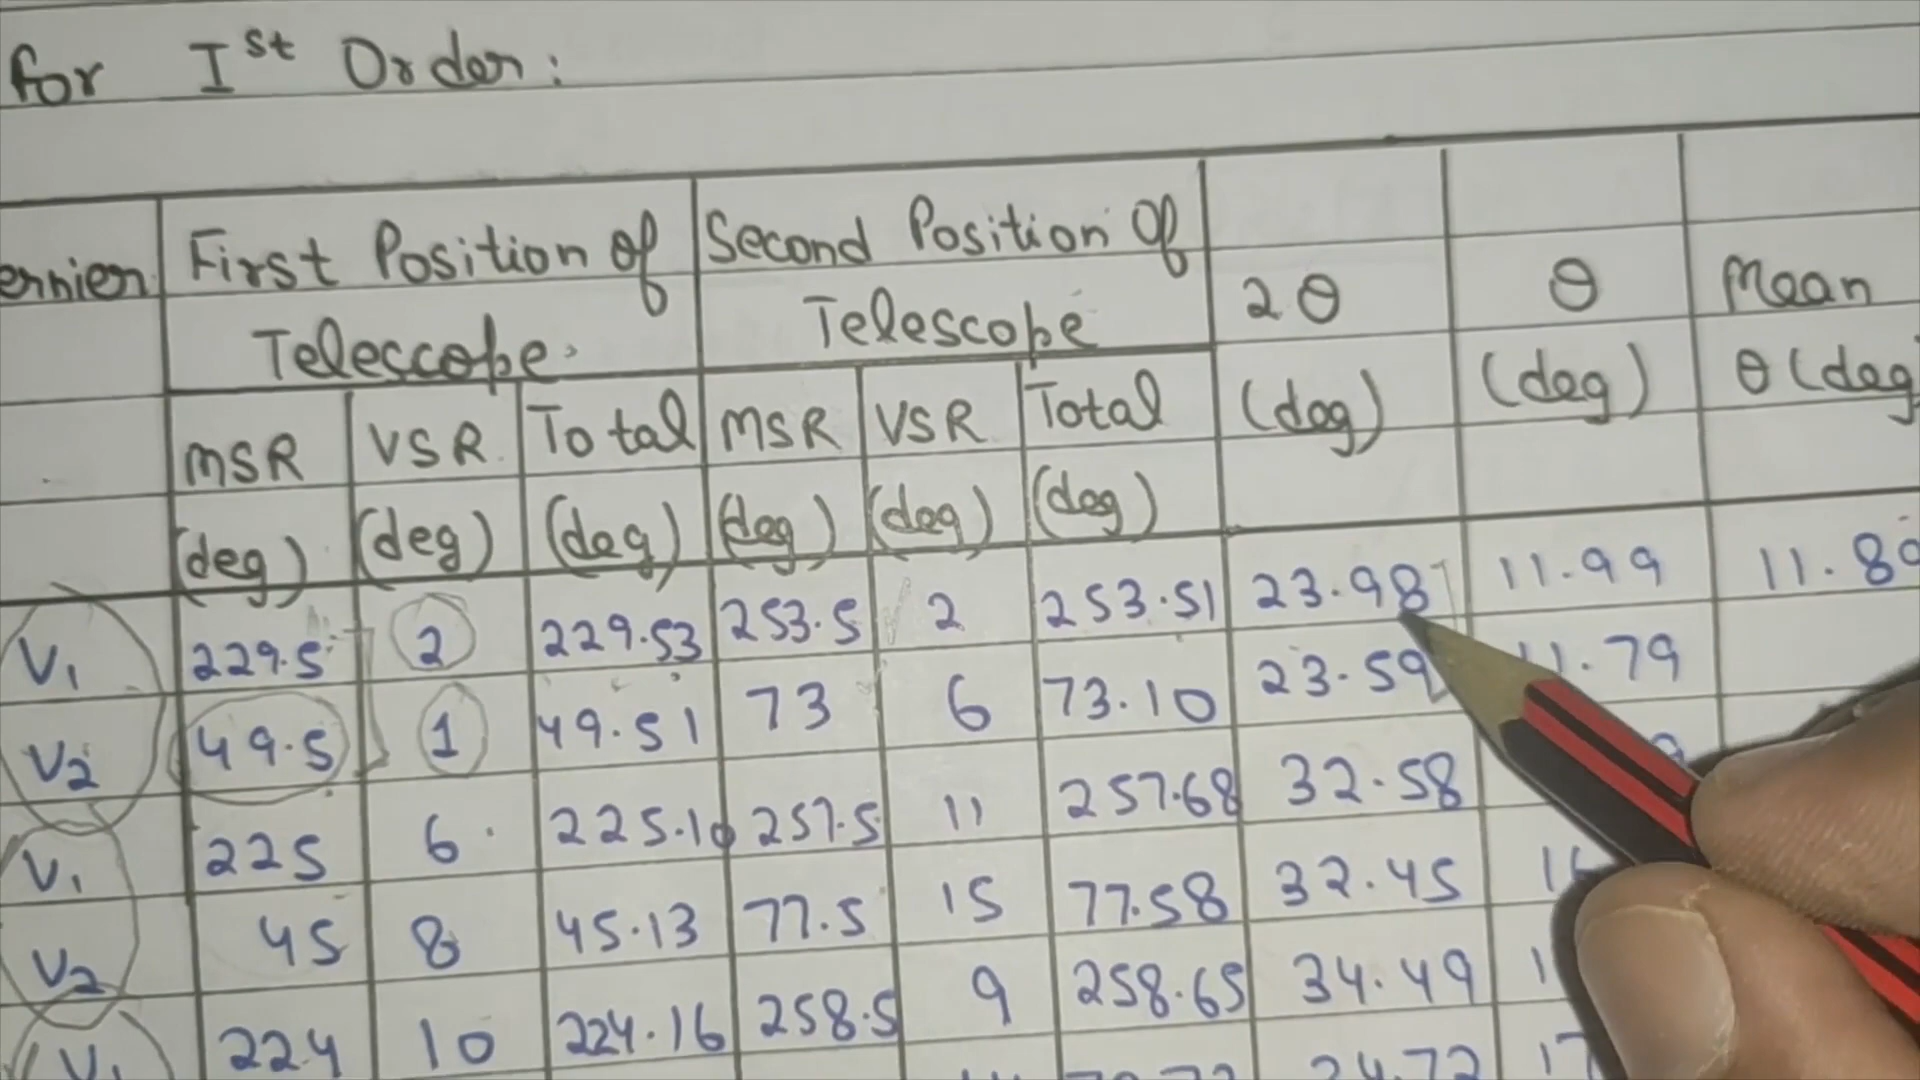 for Ist Order:
ernier First Position of Second Position Of
Telescope. Telescope 2θ θ Mean
MSR VSR Total MSR VSR Total (deg) (deg) θ (deg
(deg) (deg) (deg) (deg) (deg) (deg)
V1 229.5 2 229.53 253.5 2 253.51 23.98 11.99 11.89
V2 49.5 1 49.51 73 6 73.10 23.59 11.79
V1 225 6 225.10 257.5 11 257.68 32.58
V2 45 8 45.13 77.5 15 77.58 32.45
V1 224 10 224.16 258.5 9 258.65 34.49